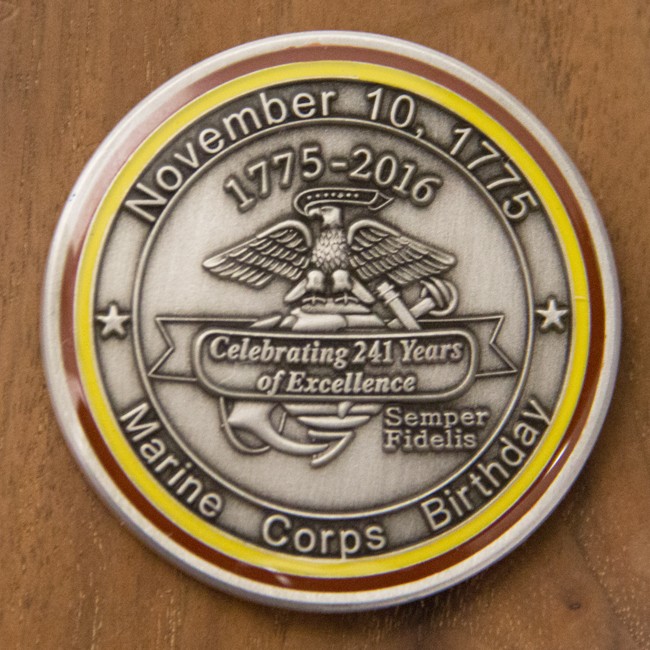 November 10, 1775
1775-2016
Celebrating 241 Years
of Excellence
Semper
Fidelis
Marine Corps Birthday